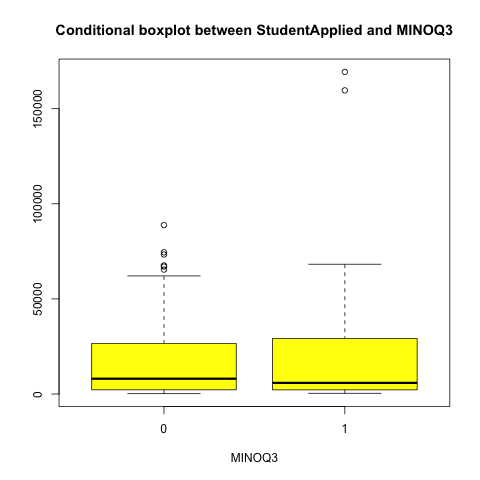 Conditional boxplot between StudentApplied and MINOQ3
150000
100000
50000
0
0 1
MINOQ3